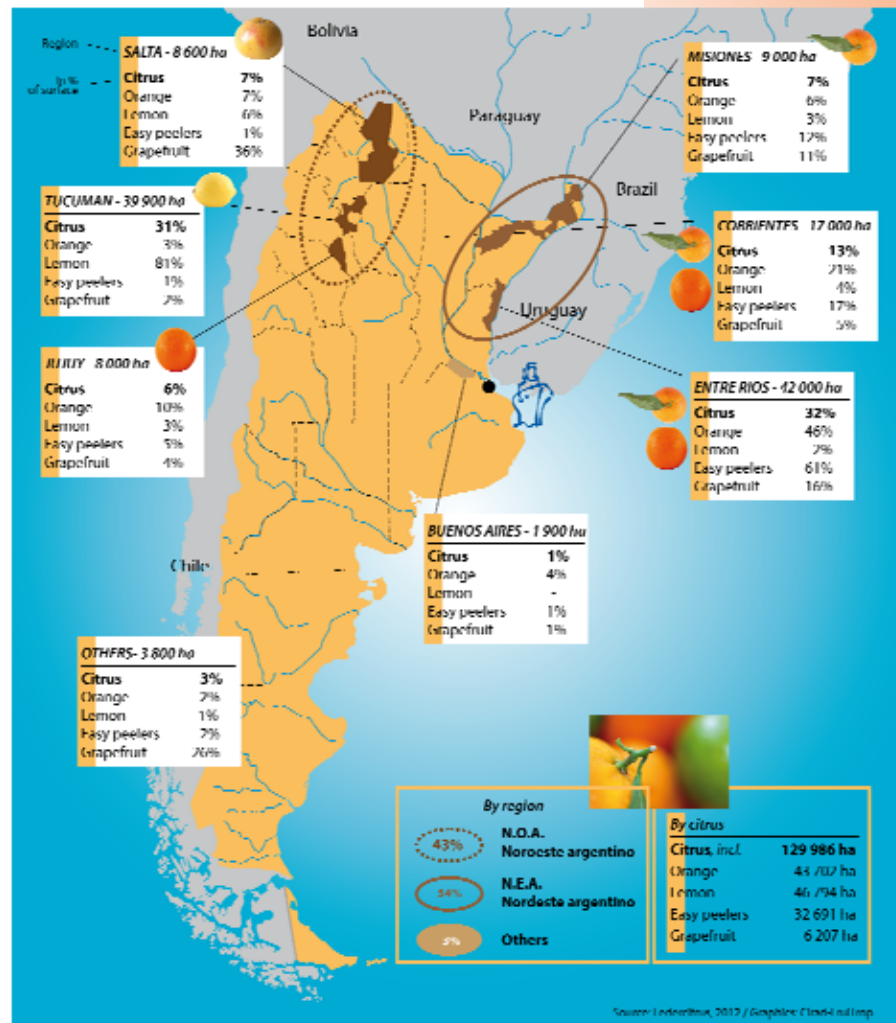 Region
In %
of surface
Bolivia
SALTA - 8 600 ha
Citrus 7%
Orange 7%
Lemon 6%
Easy peelers 1%
Grapefruit 36%
MISIONES 9 000 ha
Citrus 7%
Orange 6%
Lemon 3%
Easy peelers 12%
Grapefruit 11%
Paraguay
Brazil
TUCUMAN - 39 900 ha
Citrus 31%
Orange 3%
Lemon 81%
Easy peelers 1%
Grapefruit 2%
CORRIENTES 17 000 ha
Citrus 13%
Orange 21%
Lemon 4%
Easy peelers 17%
Grapefruit 5%
Uruguay
JUJUY 8 000 ha
Citrus 6%
Orange 10%
Lemon 3%
Easy peelers 5%
Grapefruit 4%
ENTRE RIOS - 42 000 ha
Citrus 32%
Orange 46%
Lemon 2%
Easy peelers 61%
Grapefruit 16%
BUENOS AIRES - 1 900 ha
Citrus 1%
Orange 4%
Lemon -
Easy peelers 1%
Grapefruit 1%
Chile
OTHERS - 3 800 ha
Citrus 3%
Orange 2%
Lemon 1%
Easy peelers 2%
Grapefruit 26%
By region
43% N.O.A.
Noroeste argentino
54% N.E.A.
Nordeste argentino
3% Others
By citrus
Citrus, incl. 129 986 ha
Orange 43 702 ha
Lemon 46 794 ha
Easy peelers 32 691 ha
Grapefruit 6 207 ha
Source: Federcitrus, 2012 / Graphics: Cirad-FruiTrop